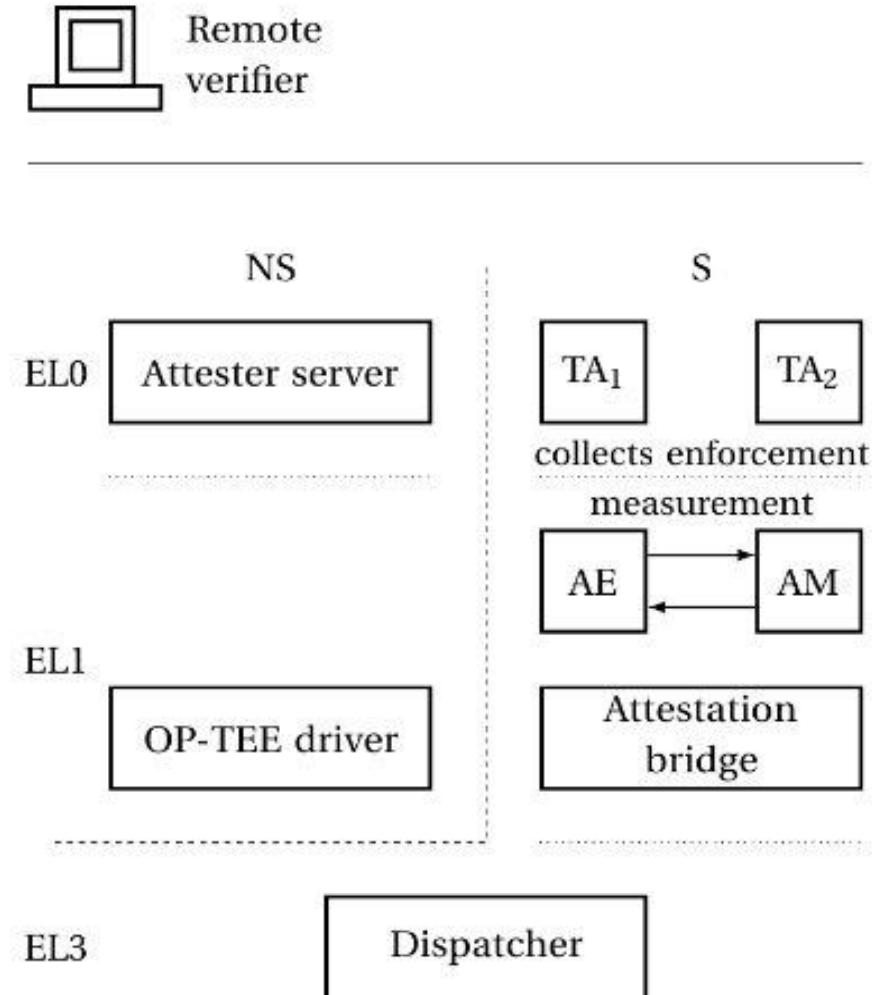 Remote
verifier
NS
S
EL0
Attester server
TA₁
TA₂
collects enforcement
measurement
AE
AM
EL1
OP-TEE driver
Attestation
bridge
EL3
Dispatcher